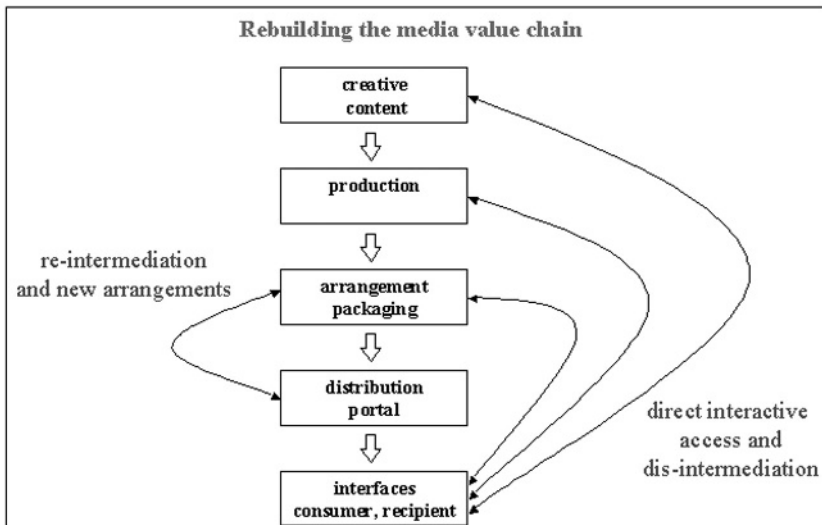 Rebuilding the media value chain
creative
content
production
re-intermediation
and new arrangements
arrangement
packaging
distribution
portal
direct interactive
access and
dis-intermediation
interfaces
consumer, recipient